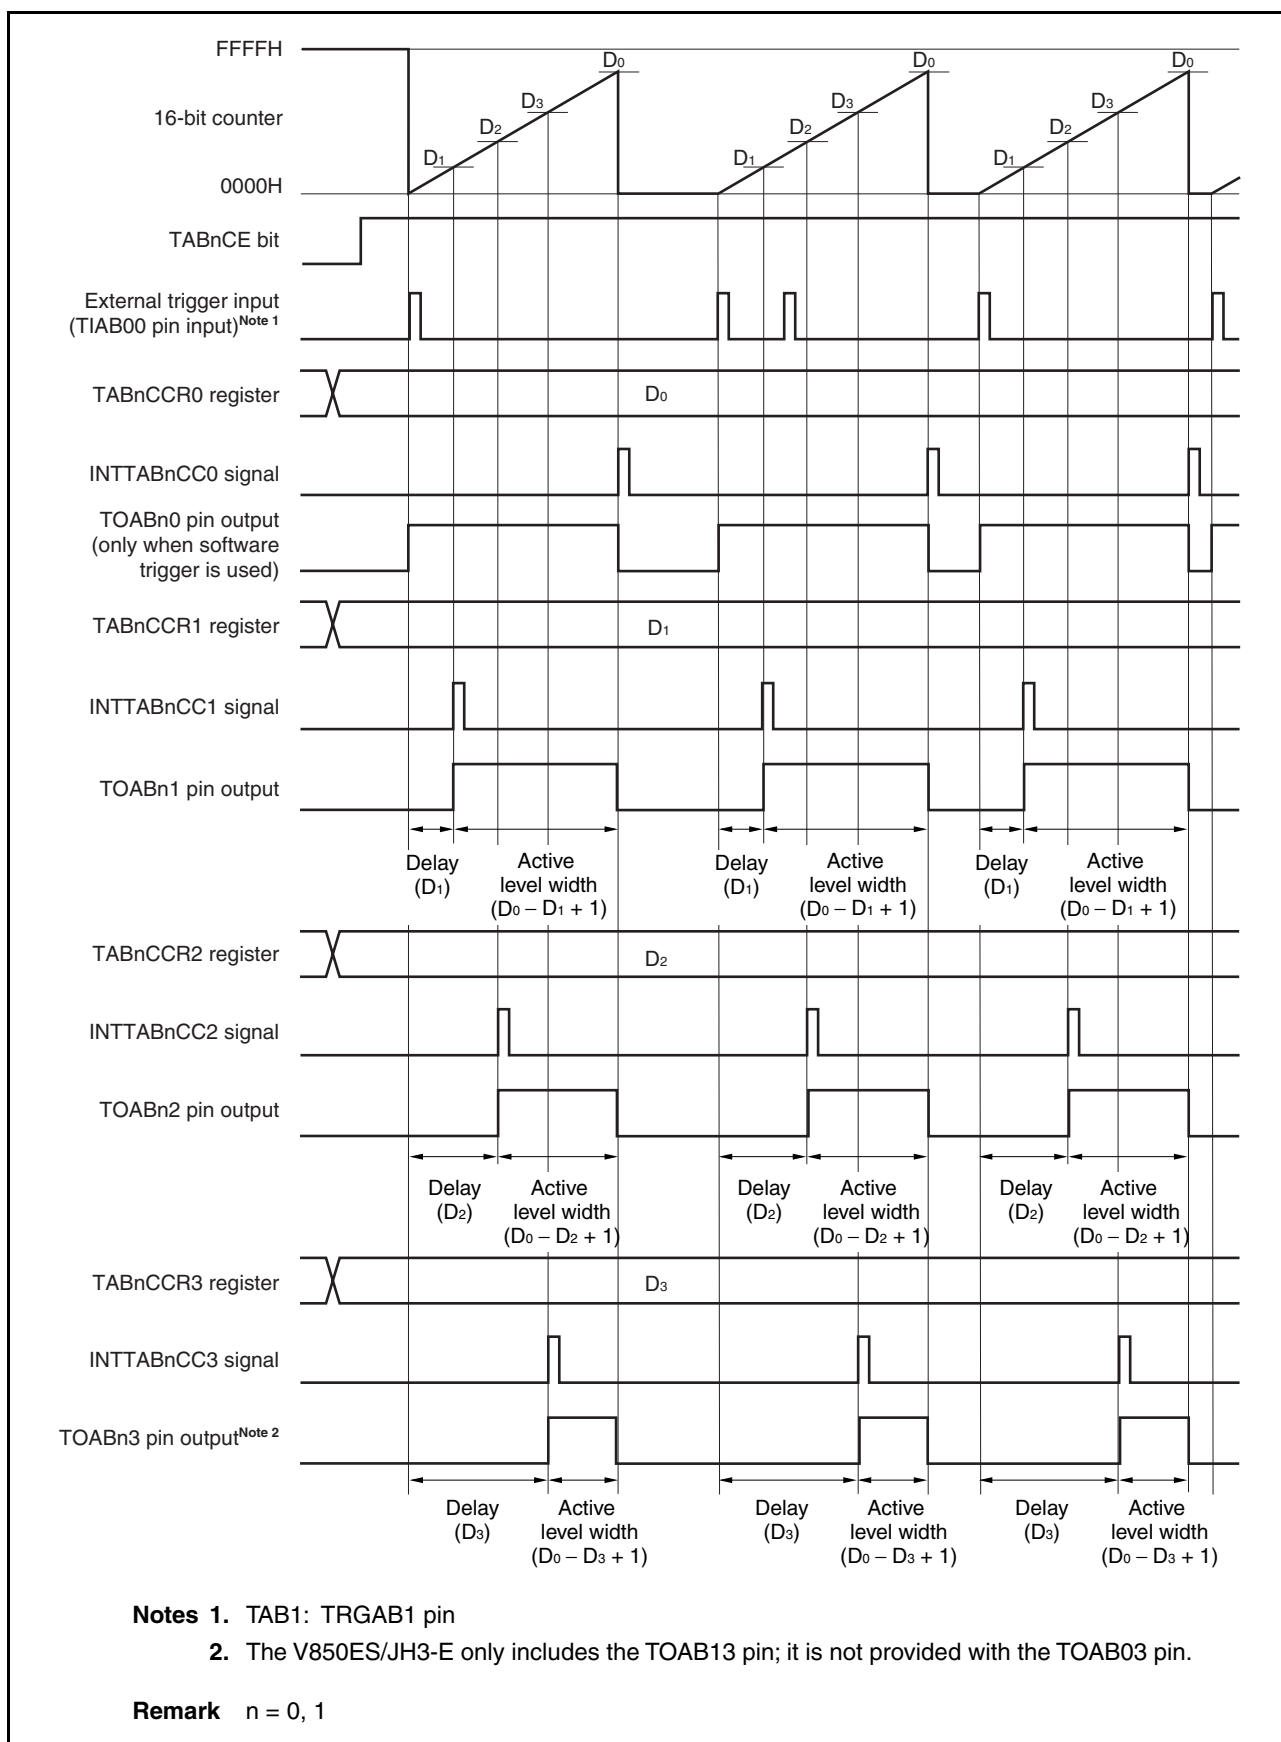 FFFFH
D0 D0 D0
D3 D3 D3
16-bit counter
D2 D2 D2
D1 D1 D1
0000H
TABnCE bit
External trigger input
(TIAB00 pin input)Note 1
TABnCCR0 register
D0
INTTABnCC0 signal
TOABn0 pin output
(only when software
trigger is used)
TABnCCR1 register
D1
INTTABnCC1 signal
TOABn1 pin output
Delay Active Delay Active Delay Active
(D1) level width (D1) level width (D1) level width
(D0 – D1 + 1) (D0 – D1 + 1) (D0 – D1 + 1)
TABnCCR2 register
D2
INTTABnCC2 signal
TOABn2 pin output
Delay Active Delay Active Delay Active
(D2) level width (D2) level width (D2) level width
(D0 – D2 + 1) (D0 – D2 + 1) (D0 – D2 + 1)
TABnCCR3 register
D3
INTTABnCC3 signal
TOABn3 pin outputNote 2
Delay Active Delay Active Delay Active
(D3) level width (D3) level width (D3) level width
(D0 – D3 + 1) (D0 – D3 + 1) (D0 – D3 + 1)
Notes 1. TAB1: TRGAB1 pin
2. The V850ES/JH3-E only includes the TOAB13 pin; it is not provided with the TOAB03 pin.
Remark n = 0, 1